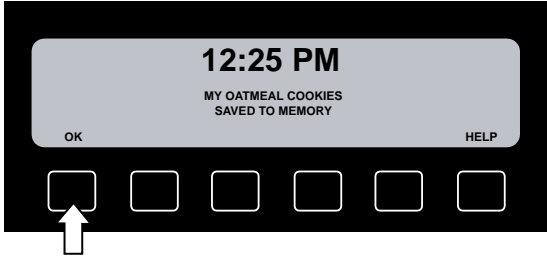 12:25 PM
MY OATMEAL COOKIES
SAVED TO MEMORY
OK HELP